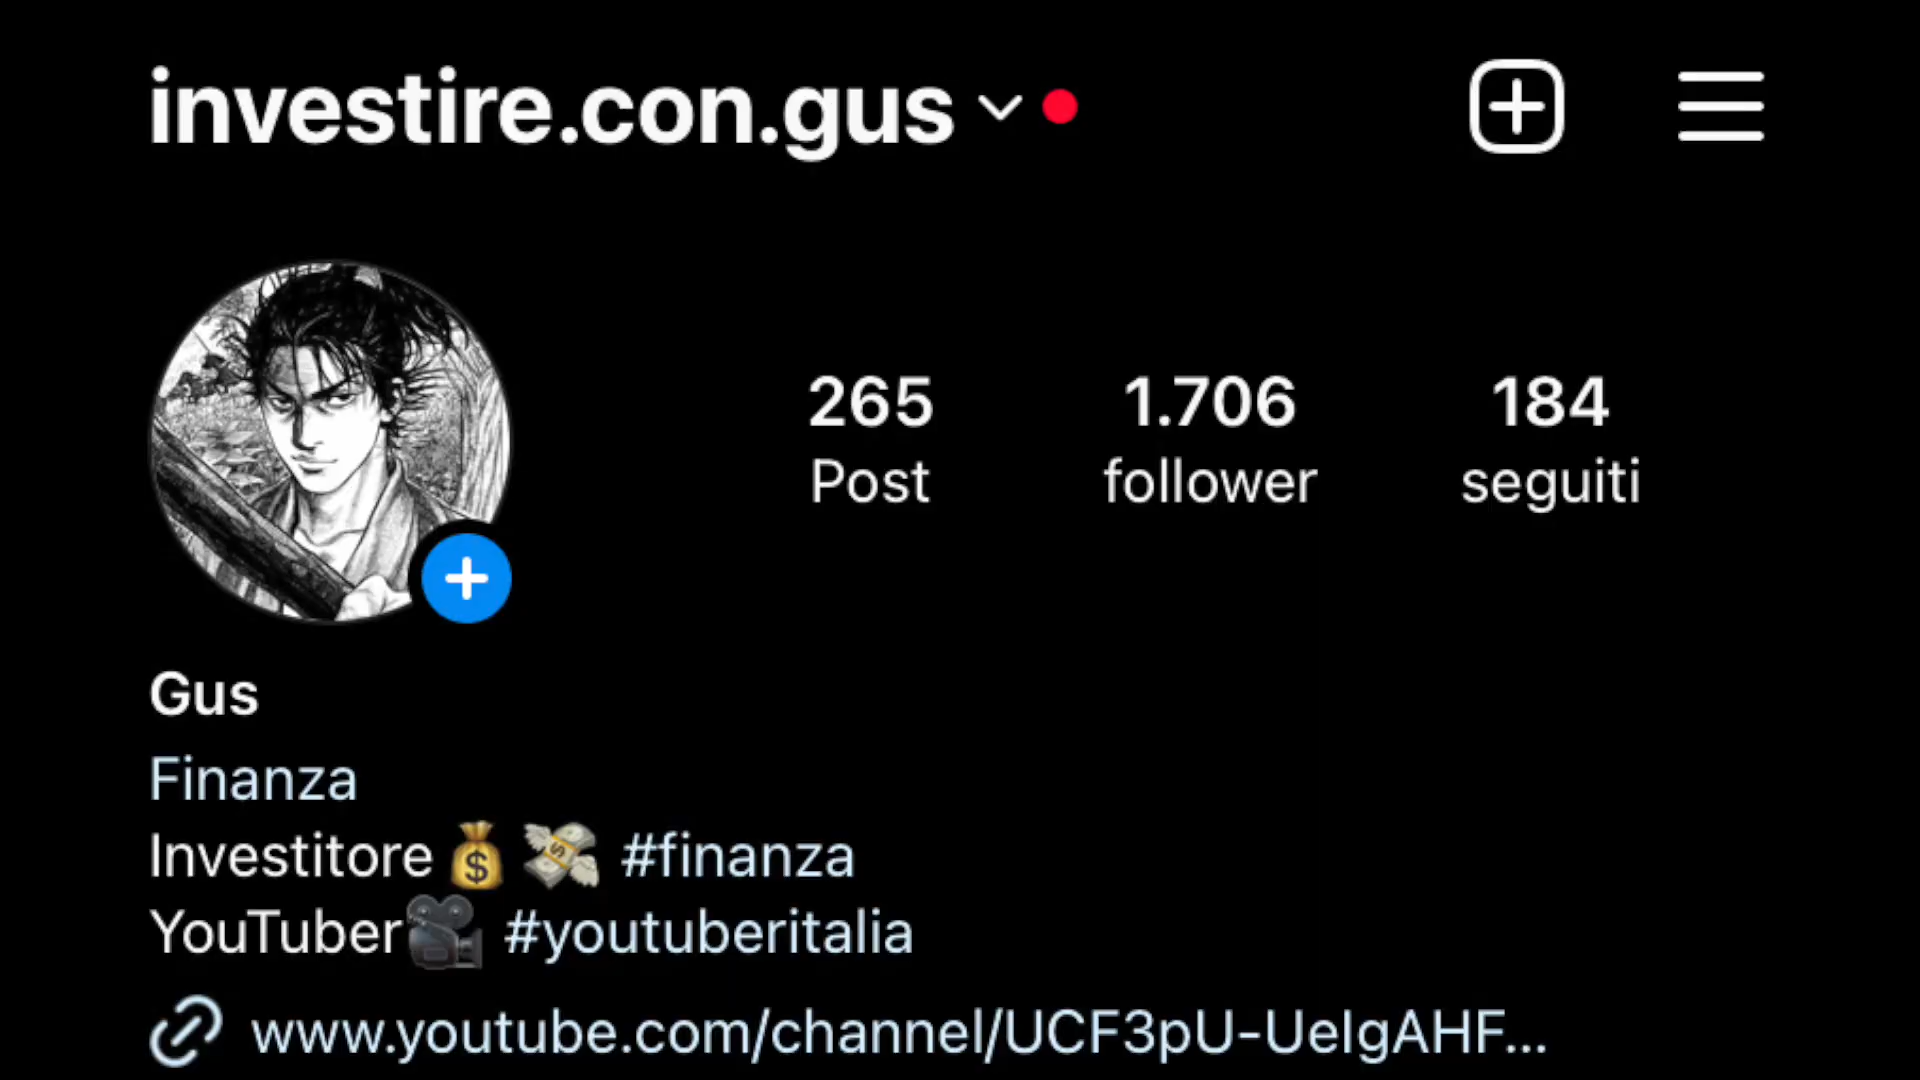 investire.con.gus
265 1.706 184
Post follower seguiti
Gus
Finanza
Investitore💰💸 #finanza
YouTuber🎥 #youtuberitalia
www.youtube.com/channel/UCF3pU-UeIgAHF...